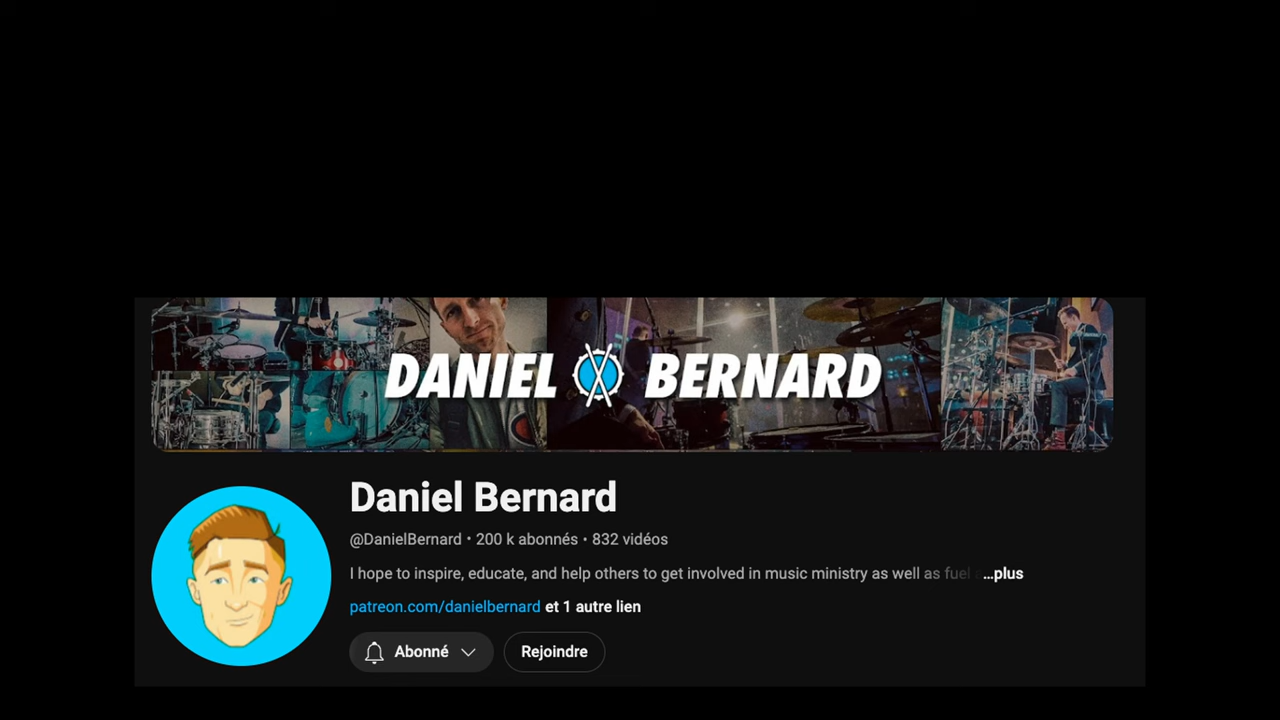 DANIEL BERNARD
Daniel Bernard
@DanielBernard • 200 k abonnés • 832 vidéos
I hope to inspire, educate, and help others to get involved in music ministry as well as fuel ...plus
patreon.com/danielbernard et 1 autre lien
Abonné Rejoindre